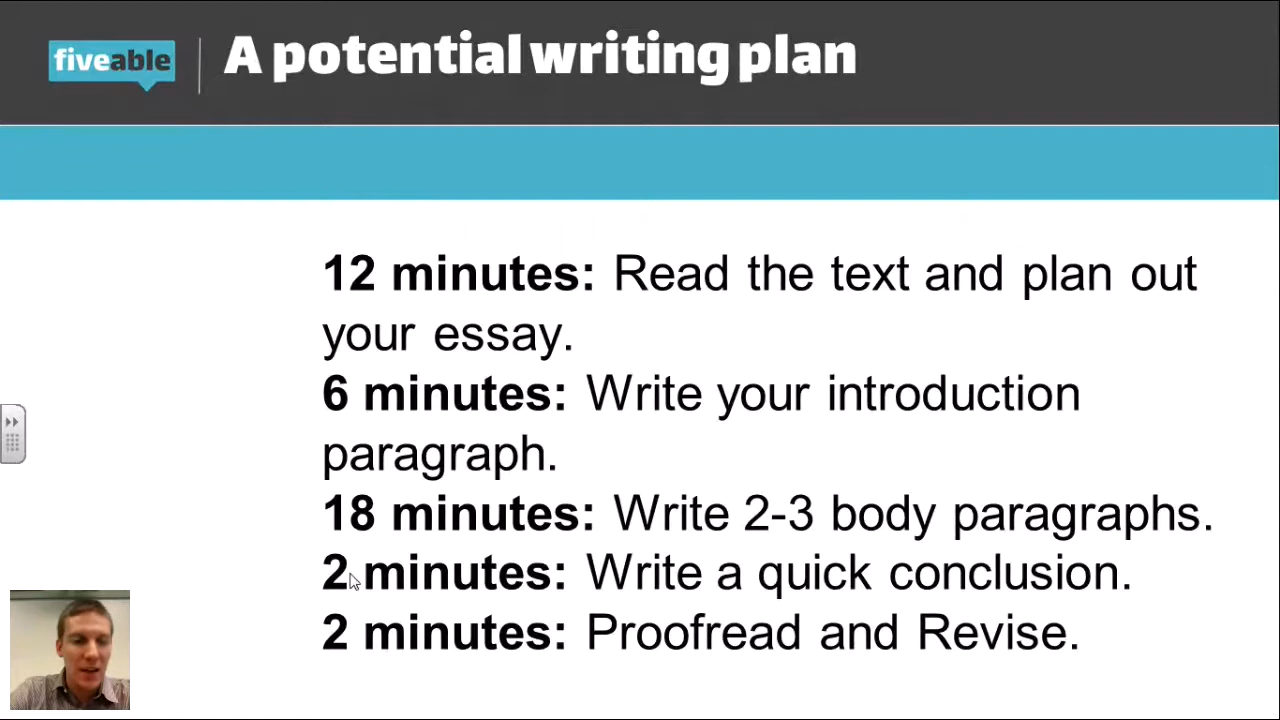 fiveable
A potential writing plan
12 minutes: Read the text and plan out
your essay.
6 minutes: Write your introduction
paragraph.
18 minutes: Write 2-3 body paragraphs.
2 minutes: Write a quick conclusion.
2 minutes: Proofread and Revise.